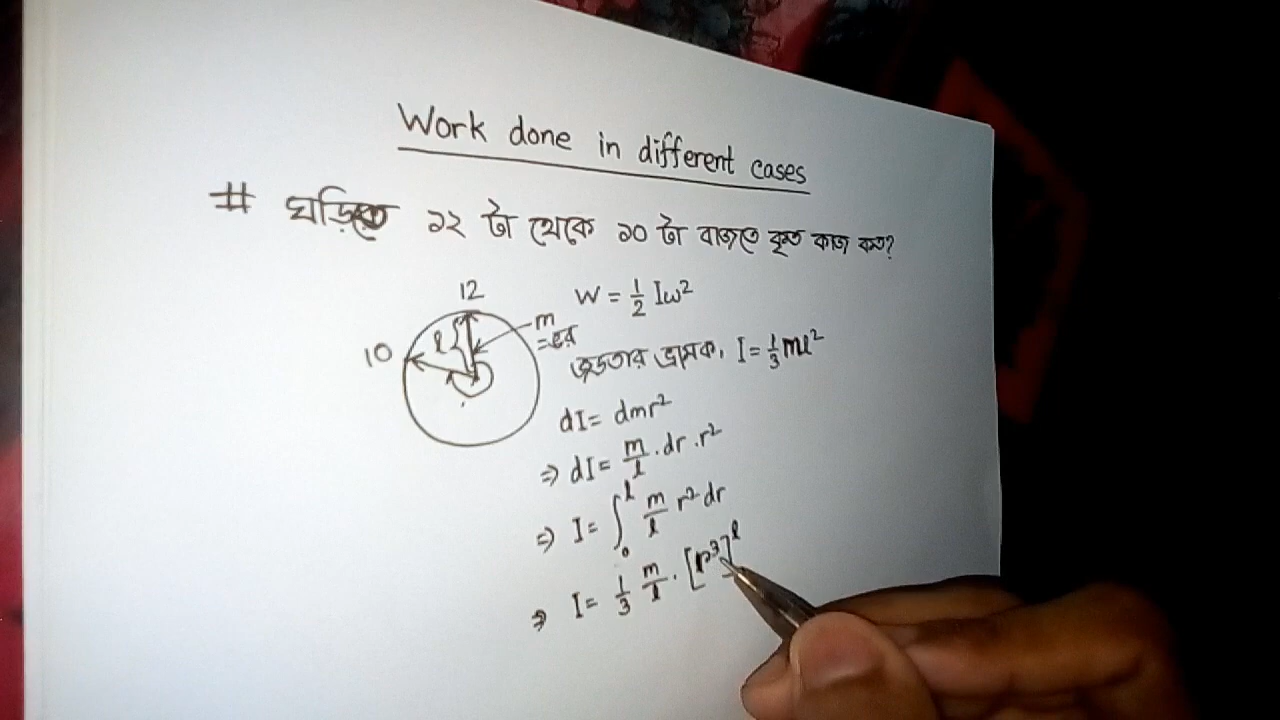 Work done in different cases
# ঘড়িতে ১২ টা থেকে ১০ টা বাজতে কৃত কাজ কত?
12
10
l
m
=ভর
W = 1/2 Iω²
জড়তার ভ্রামক, I = 1/3 ml²
dI = dmr²
⇒ dI = m/l . dr . r²
⇒ I = ∫₀ˡ m/l r² dr
⇒ I = 1/3 m/l . [r³]ˡ